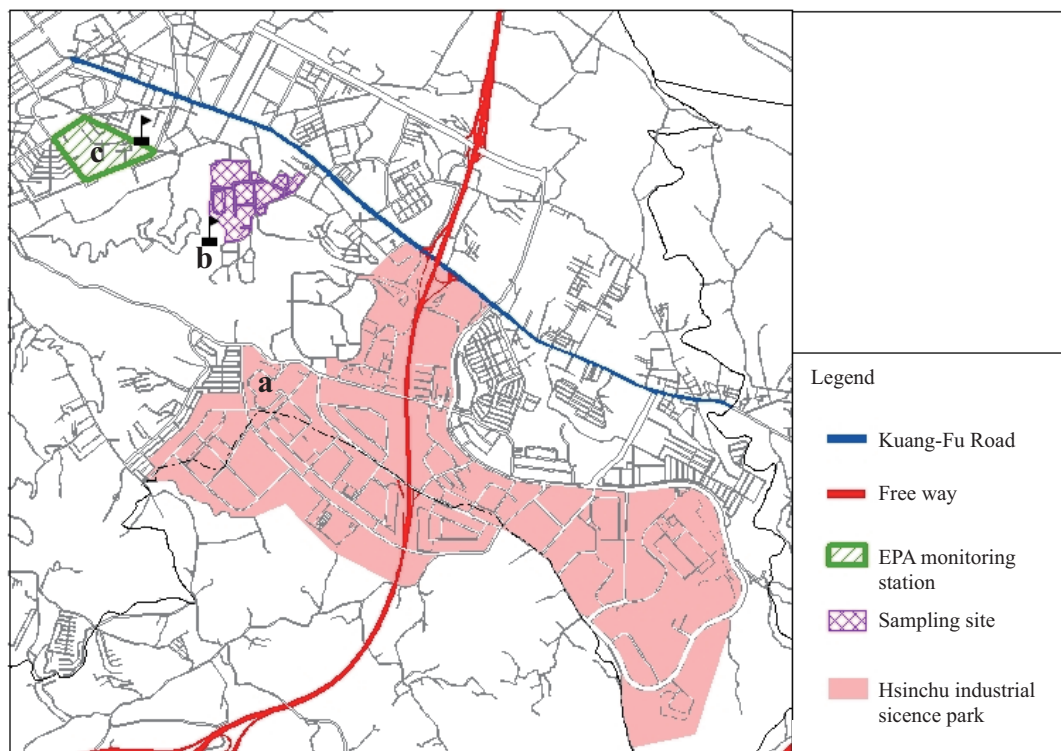 c
b
a
Legend
Kuang-Fu Road
Free way
EPA monitoring
station
Sampling site
Hsinchu industrial
sicence park